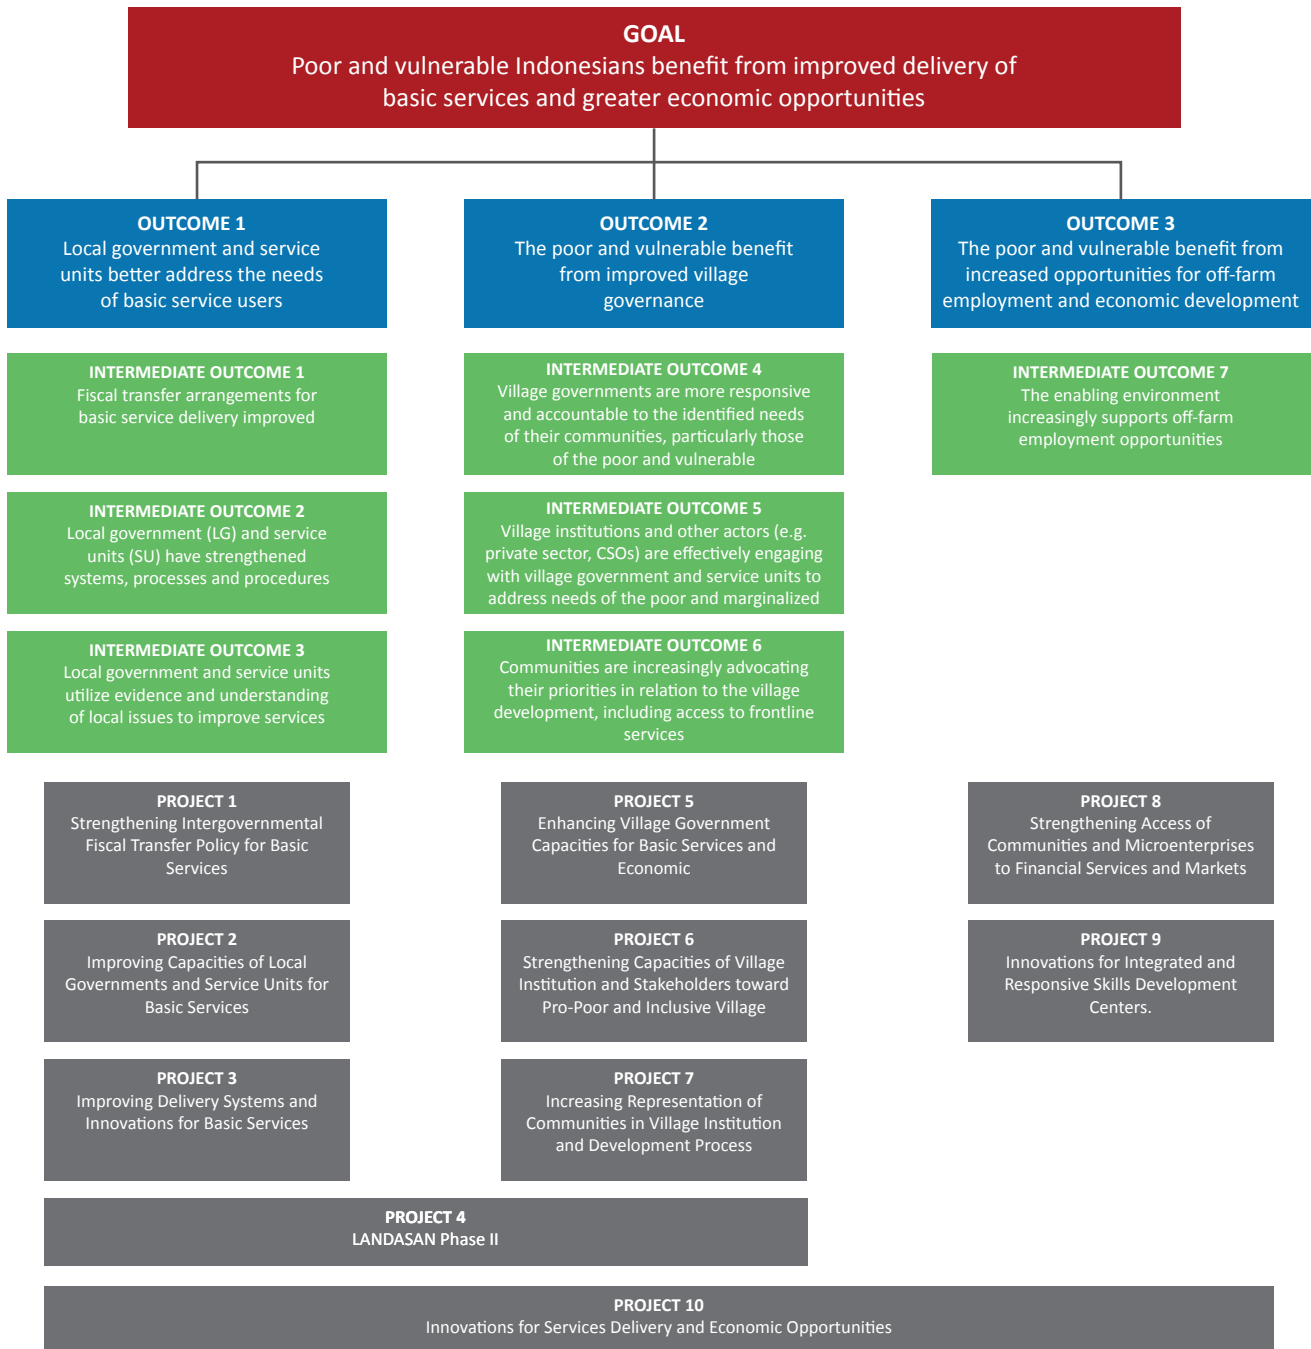 GOAL
Poor and vulnerable Indonesians benefit from improved delivery of
basic services and greater economic opportunities
OUTCOME 1
Local government and service
units better address the needs
of basic service users
OUTCOME 2
The poor and vulnerable benefit
from improved village
governance
OUTCOME 3
The poor and vulnerable benefit from
increased opportunities for off-farm
employment and economic development
INTERMEDIATE OUTCOME 1
Fiscal transfer arrangements for
basic service delivery improved
INTERMEDIATE OUTCOME 4
Village governments are more responsive
and accountable to the identified needs
of their communities, particularly those
of the poor and vulnerable
INTERMEDIATE OUTCOME 7
The enabling environment
increasingly supports off-farm
employment opportunities
INTERMEDIATE OUTCOME 2
Local government (LG) and service
units (SU) have strengthened
systems, processes and procedures
INTERMEDIATE OUTCOME 5
Village institutions and other actors (e.g.
private sector, CSOs) are effectively engaging
with village government and service units to
address needs of the poor and marginalized
INTERMEDIATE OUTCOME 3
Local government and service units
utilize evidence and understanding
of local issues to improve services
INTERMEDIATE OUTCOME 6
Communities are increasingly advocating
their priorities in relation to the village
development, including access to frontline
services
PROJECT 1
Strengthening Intergovernmental
Fiscal Transfer Policy for Basic
Services
PROJECT 5
Enhancing Village Government
Capacities for Basic Services and
Economic
PROJECT 8
Strengthening Access of
Communities and Microenterprises
to Financial Services and Markets
PROJECT 2
Improving Capacities of Local
Governments and Service Units for
Basic Services
PROJECT 6
Strengthening Capacities of Village
Institution and Stakeholders toward
Pro-Poor and Inclusive Village
PROJECT 9
Innovations for Integrated and
Responsive Skills Development
Centers.
PROJECT 3
Improving Delivery Systems and
Innovations for Basic Services
PROJECT 7
Increasing Representation of
Communities in Village Institution
and Development Process
PROJECT 4
LANDASAN Phase II
PROJECT 10
Innovations for Services Delivery and Economic Opportunities